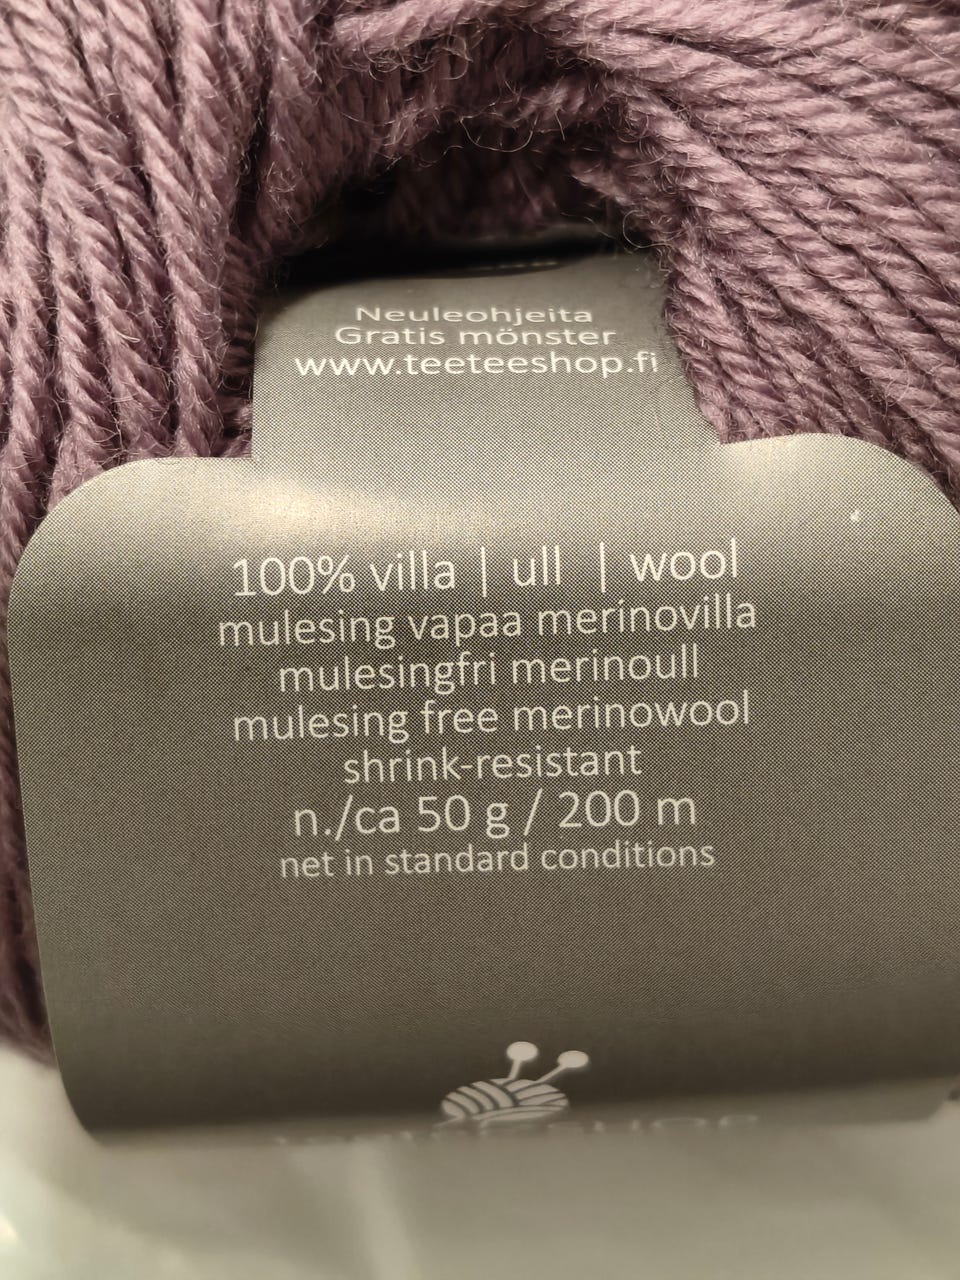 Neuleohjeita
Gratis mönster
www.teeteeshop.fi
100% villa | ull | wool
mulesing vapaa merinovilla
mulesingfri merinoull
mulesing free merinowool
shrink-resistant
n./ca 50 g / 200 m
net in standard conditions